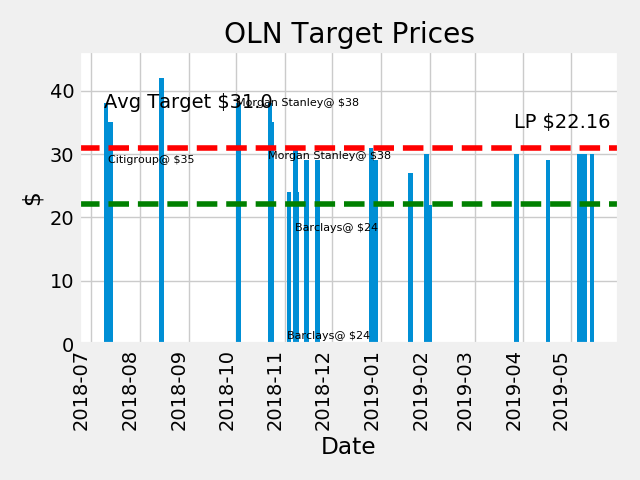 OLN Target Prices
Avg Target $31.0
Morgan Stanley@ $38
LP $22.16
Citigroup@ $35
Morgan Stanley@ $38
Barclays@ $24
Barclays@ $24
$
40
30
20
10
0
2018-07
2018-08
2018-09
2018-10
2018-11
2018-12
2019-01
2019-02
2019-03
2019-04
2019-05
Date